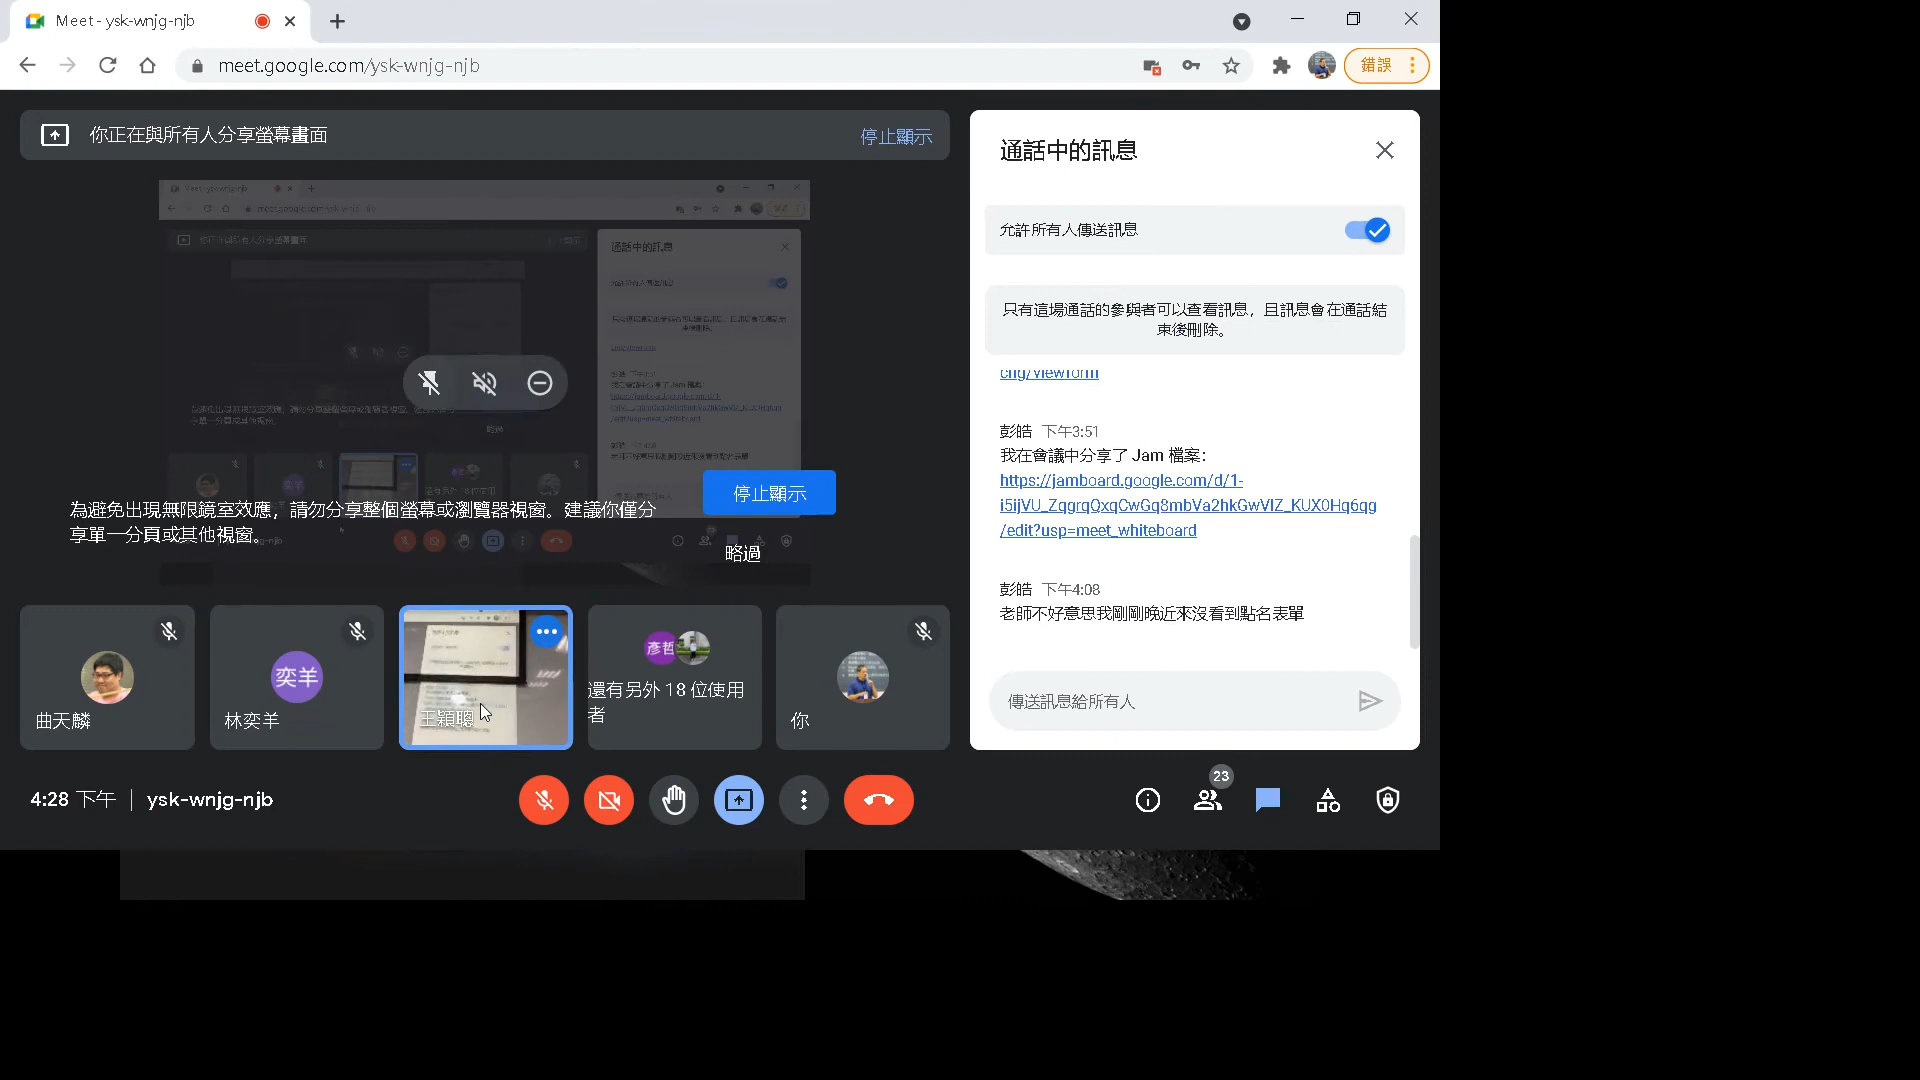 Meet - ysk-wnjg-njb
meet.google.com/ysk-wnjg-njb
錯誤
你正在與所有人分享螢幕畫面
停止顯示
為避免出現無限鏡室效應，請勿分享整個螢幕或瀏覽器視窗。建議你僅分
享單一分頁或其他視窗。
停止顯示
略過
曲天麟
奕羊
林奕羊
王穎聰
彥哲
還有另外 18 位使用
者
你
通話中的訊息
允許所有人傳送訊息
只有這場通話的參與者可以查看訊息，且訊息會在通話結
束後刪除。
彭皓 下午3:51
我在會議中分享了 Jam 檔案:
https://jamboard.google.com/d/1-
i5ijVU_ZqgrqQxqCwGq8mbVa2hkGwVIZ_KUX0Hq6qg
/edit?usp=meet_whiteboard
彭皓 下午4:08
老師不好意思我剛剛晚近來沒看到點名表單
傳送訊息給所有人
4:28 下午 | ysk-wnjg-njb
23